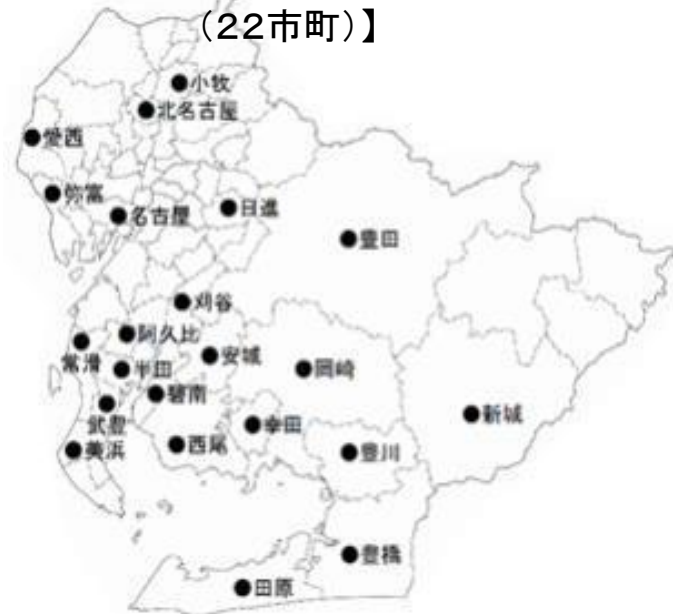 （22市町）】
小牧
北名古屋
愛西
弥富
名古屋
日進
豊田
刈谷
阿久比
常滑
安城
半田
岡崎
碧南
武豊
新城
幸田
西尾
美浜
豊川
豊橋
田原